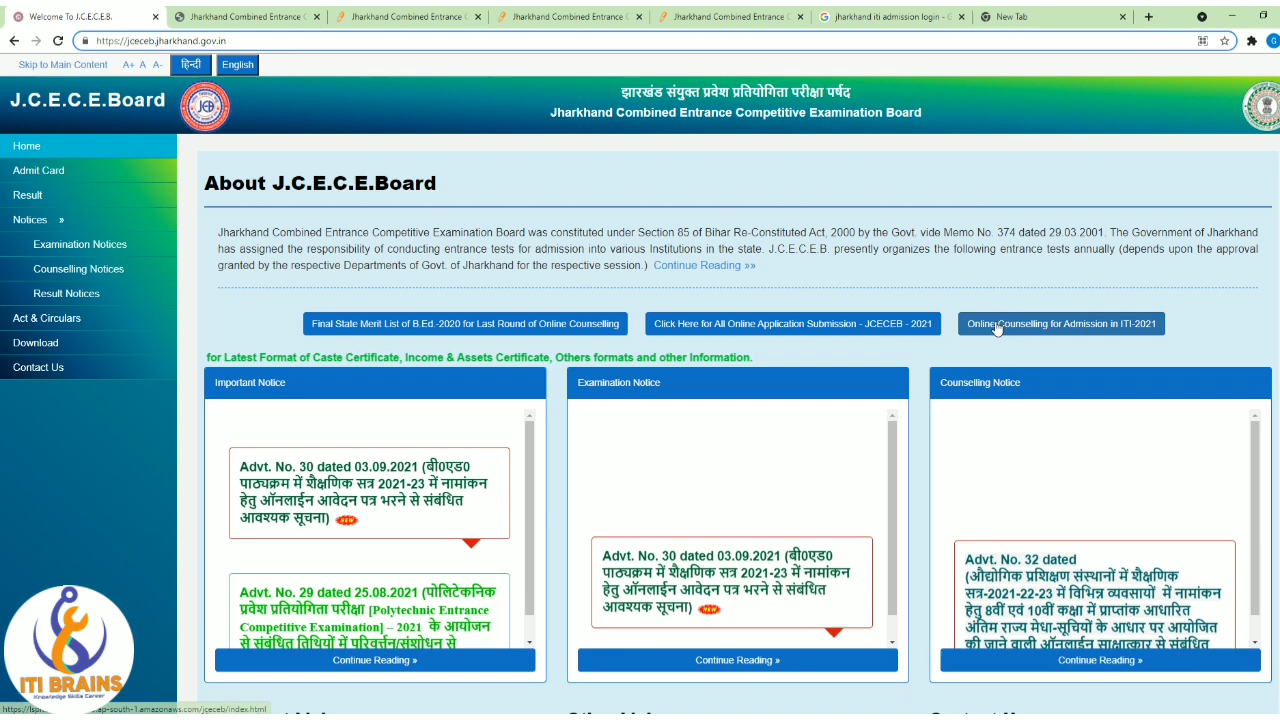 Welcome To J.C.E.C.E.B.
Jharkhand Combined Entrance C
Jharkhand Combined Entrance C
Jharkhand Combined Entrance C
Jharkhand Combined Entrance C
jharkhand iti admission login - G
New Tab
https://jceceb.jharkhand.gov.in
G
Skip to Main Content A+ A A- हिन्दी English
J.C.E.C.E.Board
झारखंड संयुक्त प्रवेश प्रतियोगिता परीक्षा पर्षद
Jharkhand Combined Entrance Competitive Examination Board
Home
Admit Card
Result
Notices »
Examination Notices
Counselling Notices
Result Notices
Act & Circulars
Download
Contact Us
About J.C.E.C.E.Board
Jharkhand Combined Entrance Competitive Examination Board was constituted under Section 85 of Bihar Re-Constituted Act, 2000 by the Govt. vide Memo No. 374 dated 29.03.2001. The Government of Jharkhand
has assigned the responsibility of conducting entrance tests for admission into various Institutions in the state. J.C.E.C.E.B. presently organizes the following entrance tests annually (depends upon the approval
granted by the respective Departments of Govt. of Jharkhand for the respective session.) Continue Reading »»
Final State Merit List of B.Ed.-2020 for Last Round of Online Counselling
Click Here for All Online Application Submission - JCECEB - 2021
Online Counselling for Admission in ITI-2021
for Latest Format of Caste Certificate, Income & Assets Certificate, Others formats and other Information.
Important Notice
Advt. No. 30 dated 03.09.2021 (बी0एड0
पाठ्यक्रम में शैक्षणिक सत्र 2021-23 में नामांकन
हेतु ऑनलाईन आवेदन पत्र भरने से संबंधित
आवश्यक सूचना) NEW
Advt. No. 29 dated 25.08.2021 (पोलिटेकनिक
प्रवेश प्रतियोगिता परीक्षा [Polytechnic Entrance
Competitive Examination] – 2021 के आयोजन
से संबंधित तिथियों में परिवर्त्तन/संशोधन से
Continue Reading »
Examination Notice
Advt. No. 30 dated 03.09.2021 (बी0एड0
पाठ्यक्रम में शैक्षणिक सत्र 2021-23 में नामांकन
हेतु ऑनलाईन आवेदन पत्र भरने से संबंधित
आवश्यक सूचना) NEW
Continue Reading »
Counselling Notice
Advt. No. 32 dated
(औद्योगिक प्रशिक्षण संस्थानों में शैक्षणिक
सत्र-2021-22-23 में विभिन्न व्यवसायों में नामांकन
हेतु 8वीं एवं 10वीं कक्षा में प्राप्तांक आधारित
अंतिम राज्य मेधा-सूचियों के आधार पर आयोजित
की जाने वाली ऑनलाईन साक्षात्कार से संबंधित
Continue Reading »
ITI BRAINS
Knowledge Skills Career
ap-south-1.amazonaws.com/jceceb/index.html